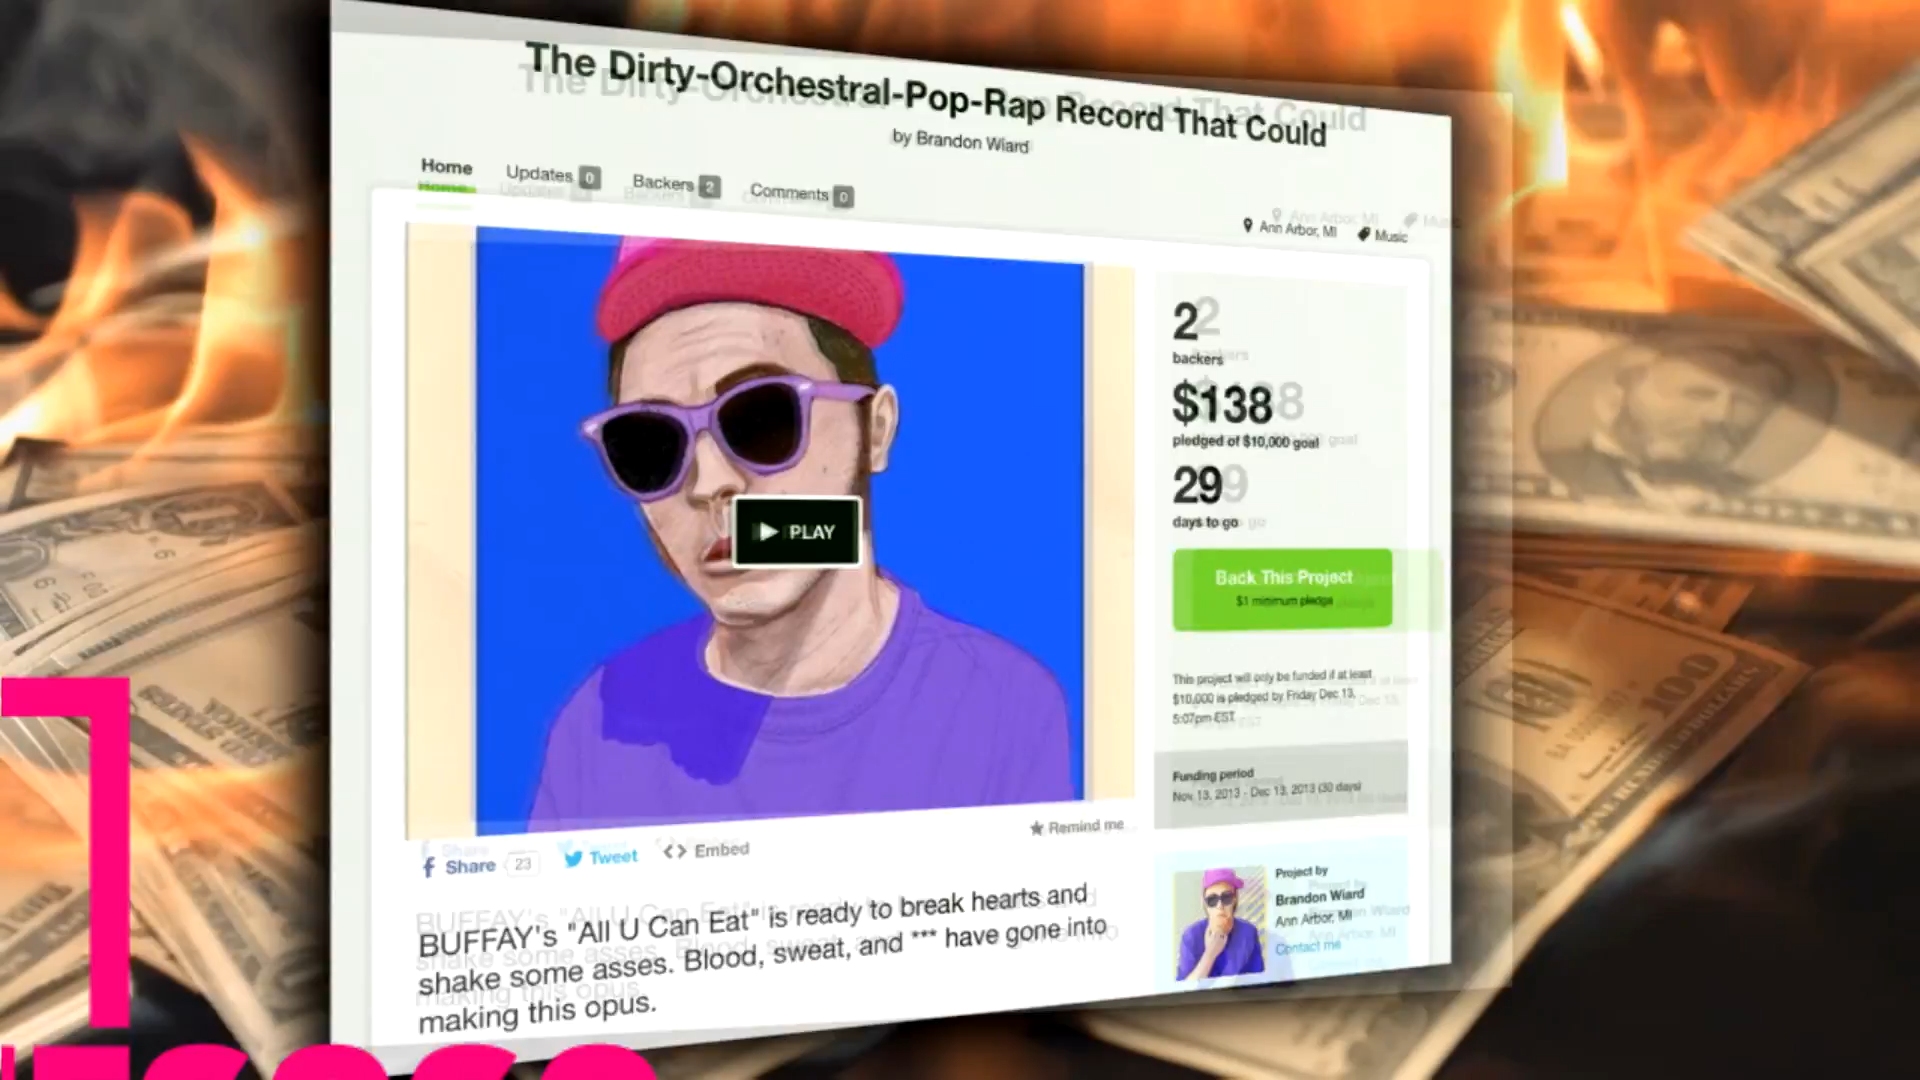 The Dirty-Orchestral-Pop-Rap Record That Could
by Brandon Wiard
Home Updates 0 Backers 2 Comments 0
Ann Arbor, MI Music
2
backers
$138
pledged of $10,000 goal
29
days to go
PLAY
Back This Project
$1 minimum pledge
This project will only be funded if at least
$10,000 is pledged by Friday Dec 13,
5:07pm EST
Funding period
Nov 13, 2013 - Dec 13, 2013 (30 days)
Remind me
Share 23 Tweet Embed
BUFFAY's "All U Can Eat" is ready to break hearts and
shake some asses. Blood, sweat, and *** have gone into
making this opus.
Project by
Brandon Wiard
Ann Arbor, MI
Contact me
100